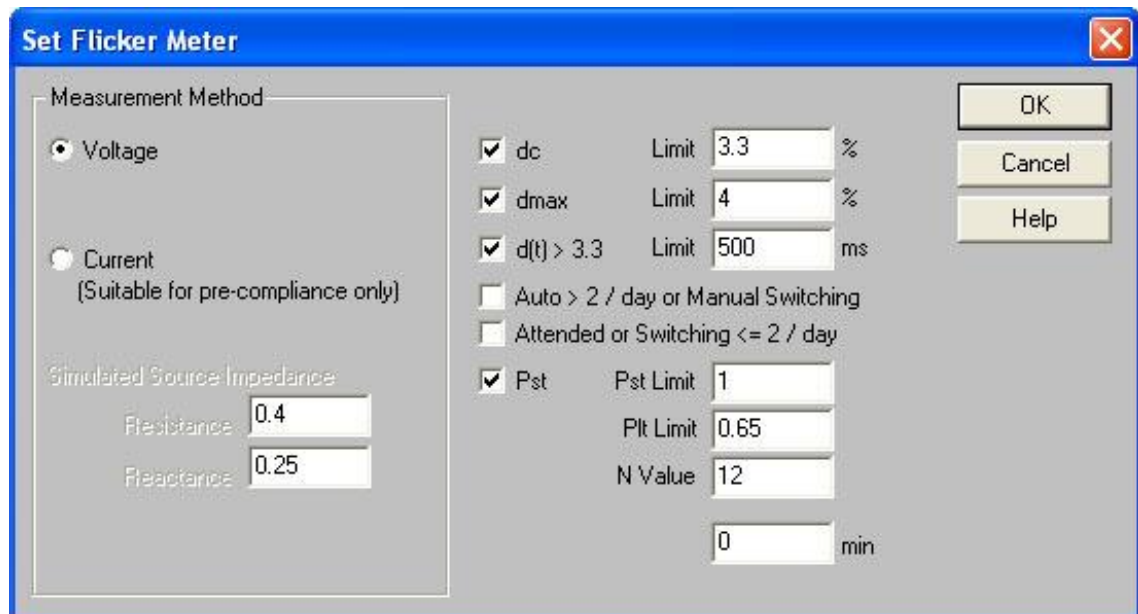 Set Flicker Meter
Measurement Method
Voltage
Current
(Suitable for pre-compliance only)
Simulated Source Impedance
Resistance 0.4
Reactance 0.25
dc Limit 3.3 %
dmax Limit 4 %
d(t) > 3.3 Limit 500 ms
Auto > 2 / day or Manual Switching
Attended or Switching <= 2 / day
Pst Pst Limit 1
Plt Limit 0.65
N Value 12
0 min
OK
Cancel
Help